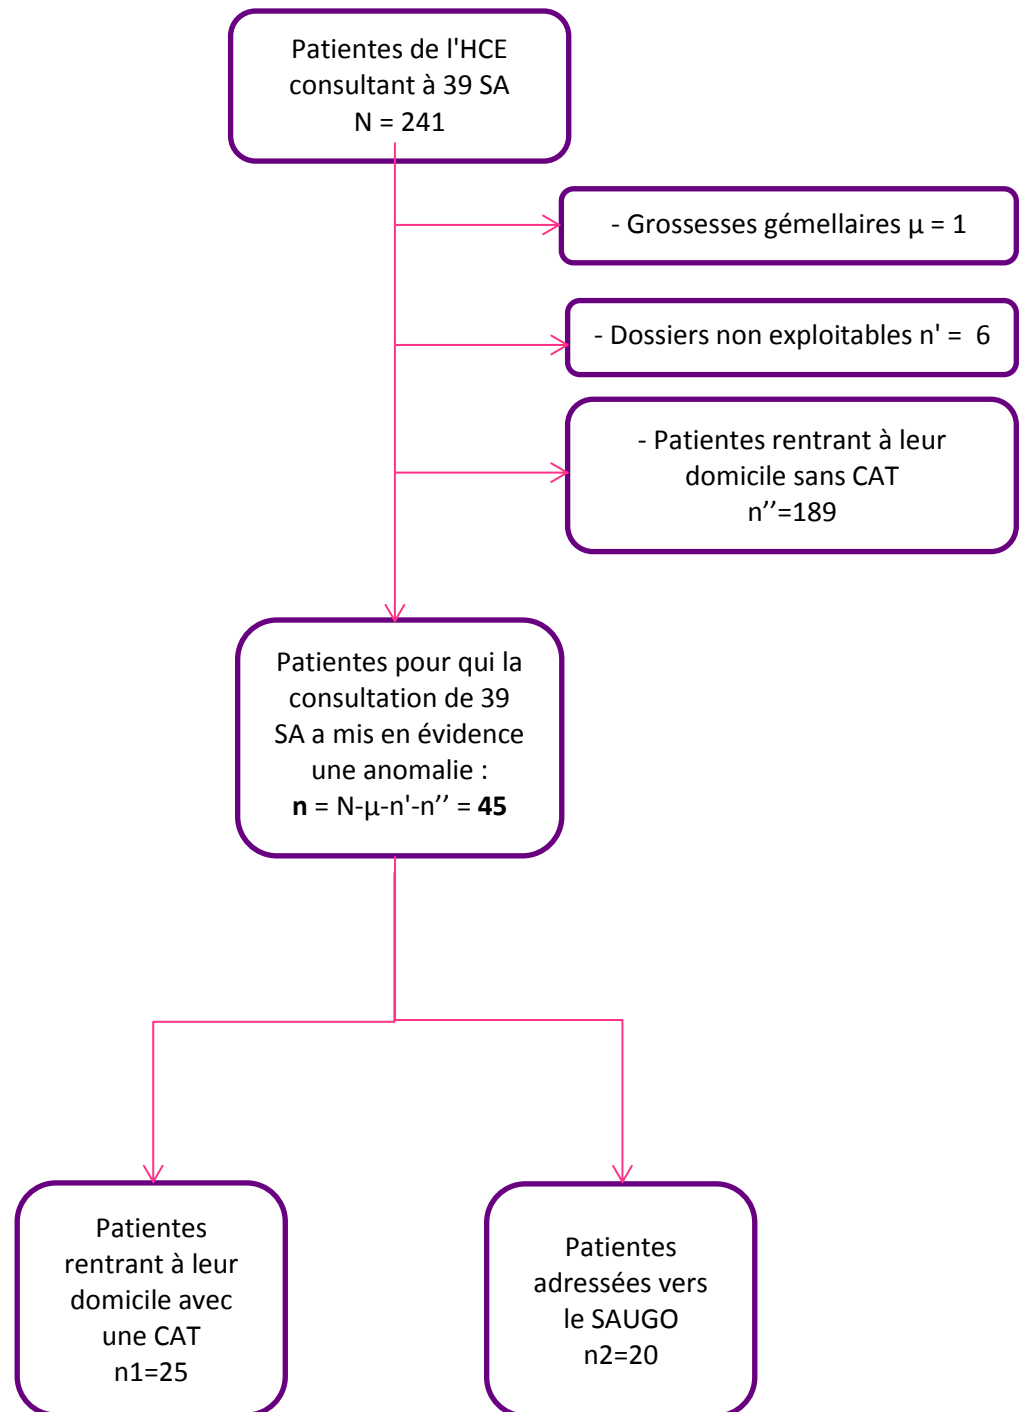 Patientes de l'HCE
consultant à 39 SA
N = 241
- Grossesses gémellaires µ = 1
- Dossiers non exploitables n' =  6
- Patientes rentrant à leur
domicile sans CAT
n’’=189
Patientes pour qui la
consultation de 39
SA a mis en évidence
une anomalie :
n = N-µ-n'-n’’ = 45
Patientes
rentrant à leur
domicile avec
une CAT
n1=25
Patientes
adressées vers
le SAUGO
n2=20